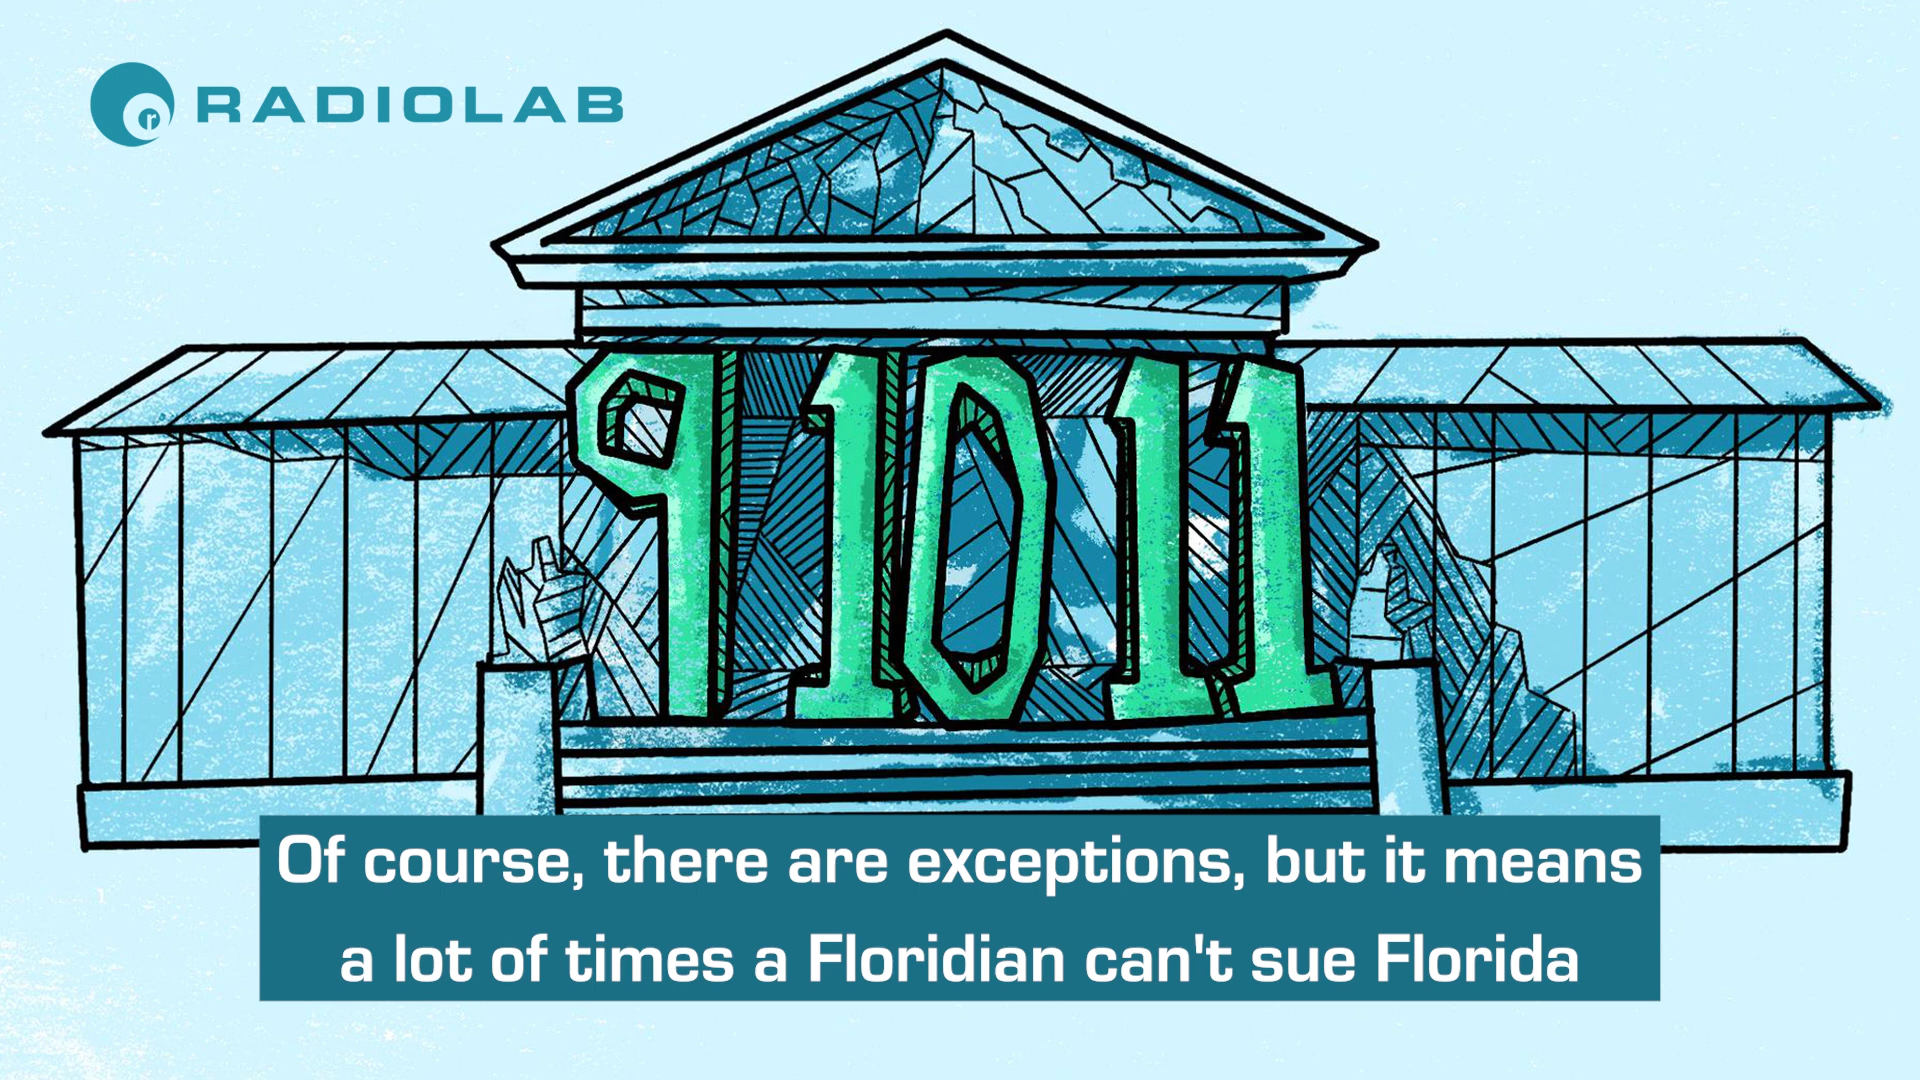 RADIOLAB
9 10 11
Of course, there are exceptions, but it means
a lot of times a Floridian can't sue Florida